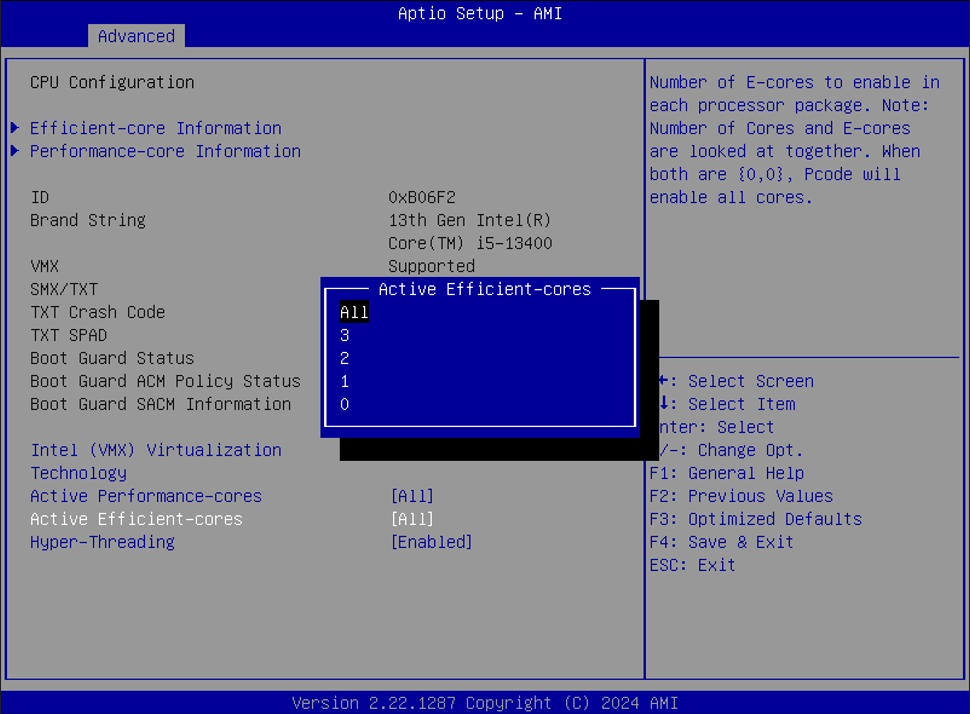 Aptio Setup – AMI
Advanced
CPU Configuration
Efficient-core Information
Performance-core Information
ID 0xB06F2
Brand String 13th Gen Intel(R)
Core(TM) i5-13400
VMX Supported
SMX/TXT
TXT Crash Code
TXT SPAD
Boot Guard Status
Boot Guard ACM Policy Status
Boot Guard SACM Information
Intel (VMX) Virtualization
Technology
Active Performance-cores [All]
Active Efficient-cores [All]
Hyper-Threading [Enabled]
Active Efficient-cores
All
3
2
1
0
Number of E-cores to enable in
each processor package. Note:
Number of Cores and E-cores
are looked at together. When
both are {0,0}, Pcode will
enable all cores.
←: Select Screen
↓: Select Item
nter: Select
/-: Change Opt.
F1: General Help
F2: Previous Values
F3: Optimized Defaults
F4: Save & Exit
ESC: Exit
Version 2.22.1287 Copyright (C) 2024 AMI